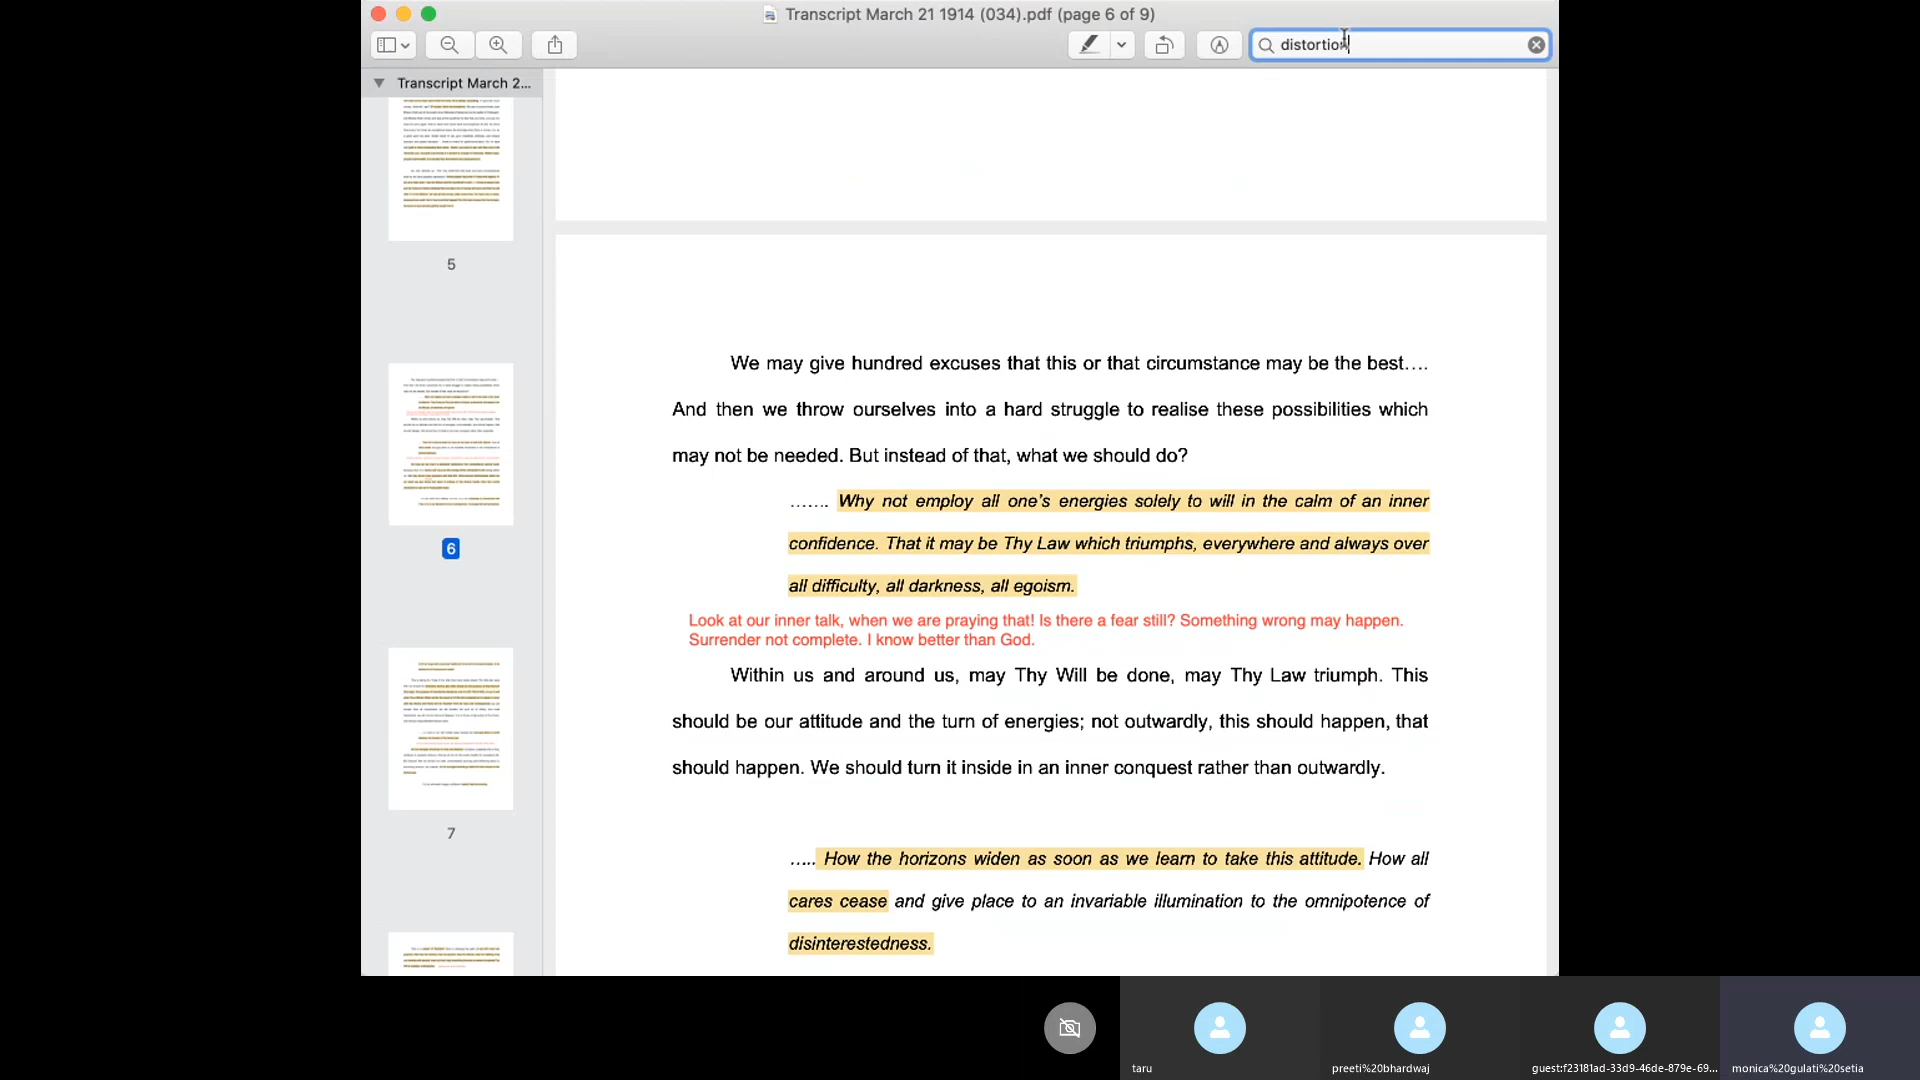 Transcript March 21 1914 (034).pdf (page 6 of 9)
distortion
Transcript March 2...
5
6
7
We may give hundred excuses that this or that circumstance may be the best….
And then we throw ourselves into a hard struggle to realise these possibilities which
may not be needed. But instead of that, what we should do?
……. Why not employ all one's energies solely to will in the calm of an inner
confidence. That it may be Thy Law which triumphs, everywhere and always over
all difficulty, all darkness, all egoism.
Look at our inner talk, when we are praying that! Is there a fear still? Something wrong may happen.
Surrender not complete. I know better than God.
Within us and around us, may Thy Will be done, may Thy Law triumph. This
should be our attitude and the turn of energies; not outwardly, this should happen, that
should happen. We should turn it inside in an inner conquest rather than outwardly.
….. How the horizons widen as soon as we learn to take this attitude. How all
cares cease and give place to an invariable illumination to the omnipotence of
disinterestedness.
taru
preeti%20bhardwaj
guest:f23181ad-33d9-46de-879e-69...
monica%20gulati%20setia